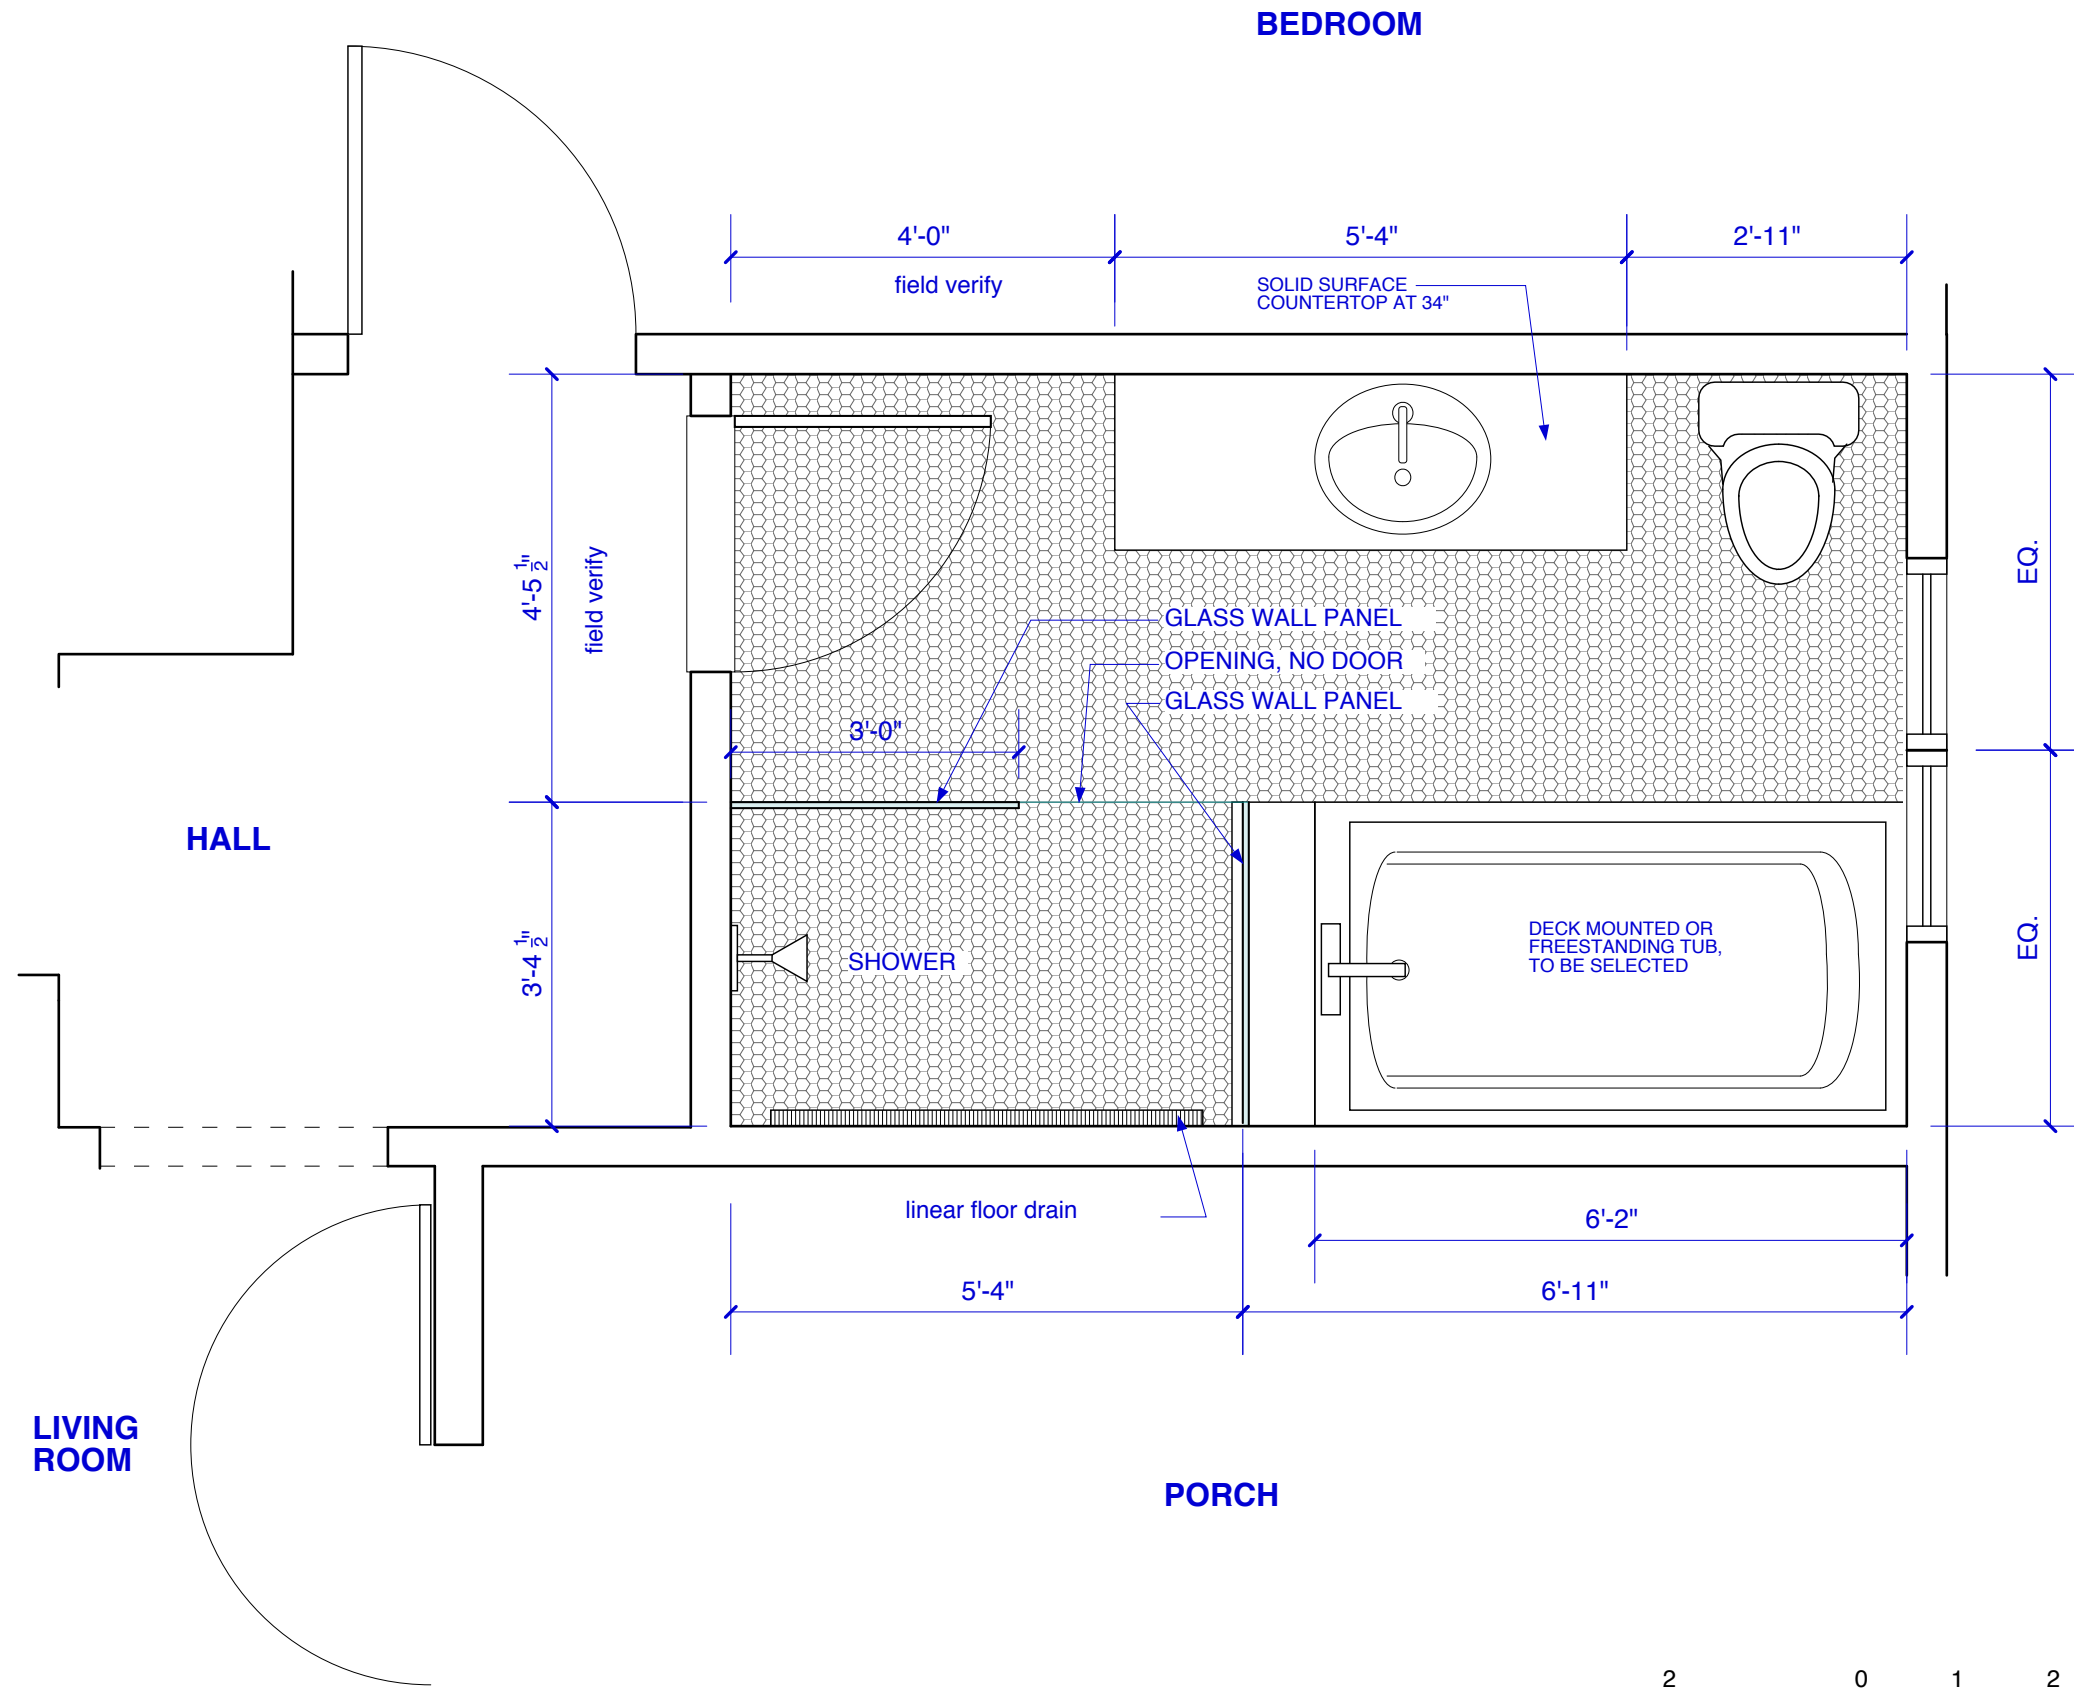 BEDROOM
4'-0"
5'-4"
2'-11"
field verify
SOLID SURFACE
COUNTERTOP AT 34"
4'-5 1/2"
field verify
EQ.
GLASS WALL PANEL
OPENING, NO DOOR
GLASS WALL PANEL
3'-0"
HALL
3'-4 1/2"
SHOWER
DECK MOUNTED OR
FREESTANDING TUB,
TO BE SELECTED
EQ.
linear floor drain
6'-2"
5'-4"
6'-11"
LIVING
ROOM
PORCH
2 0 1 2